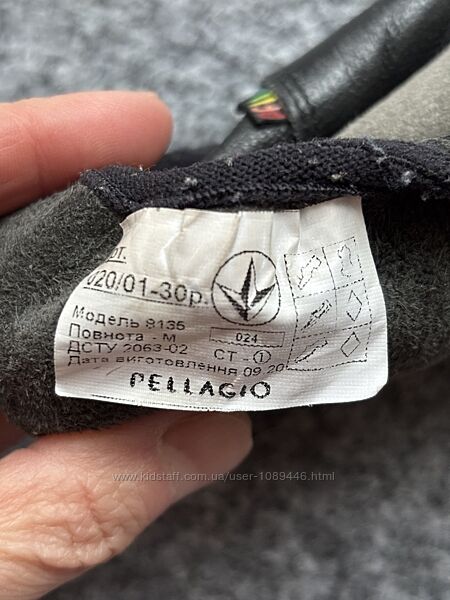 рт.
020/01-30р.
Модель 8136
Повнота - М
024
ДСТУ 2063-02
СТ - 1
Дата виготовлення 09.20
PELLAGIO
www.kidstaff.com.ua/user-1089446.html